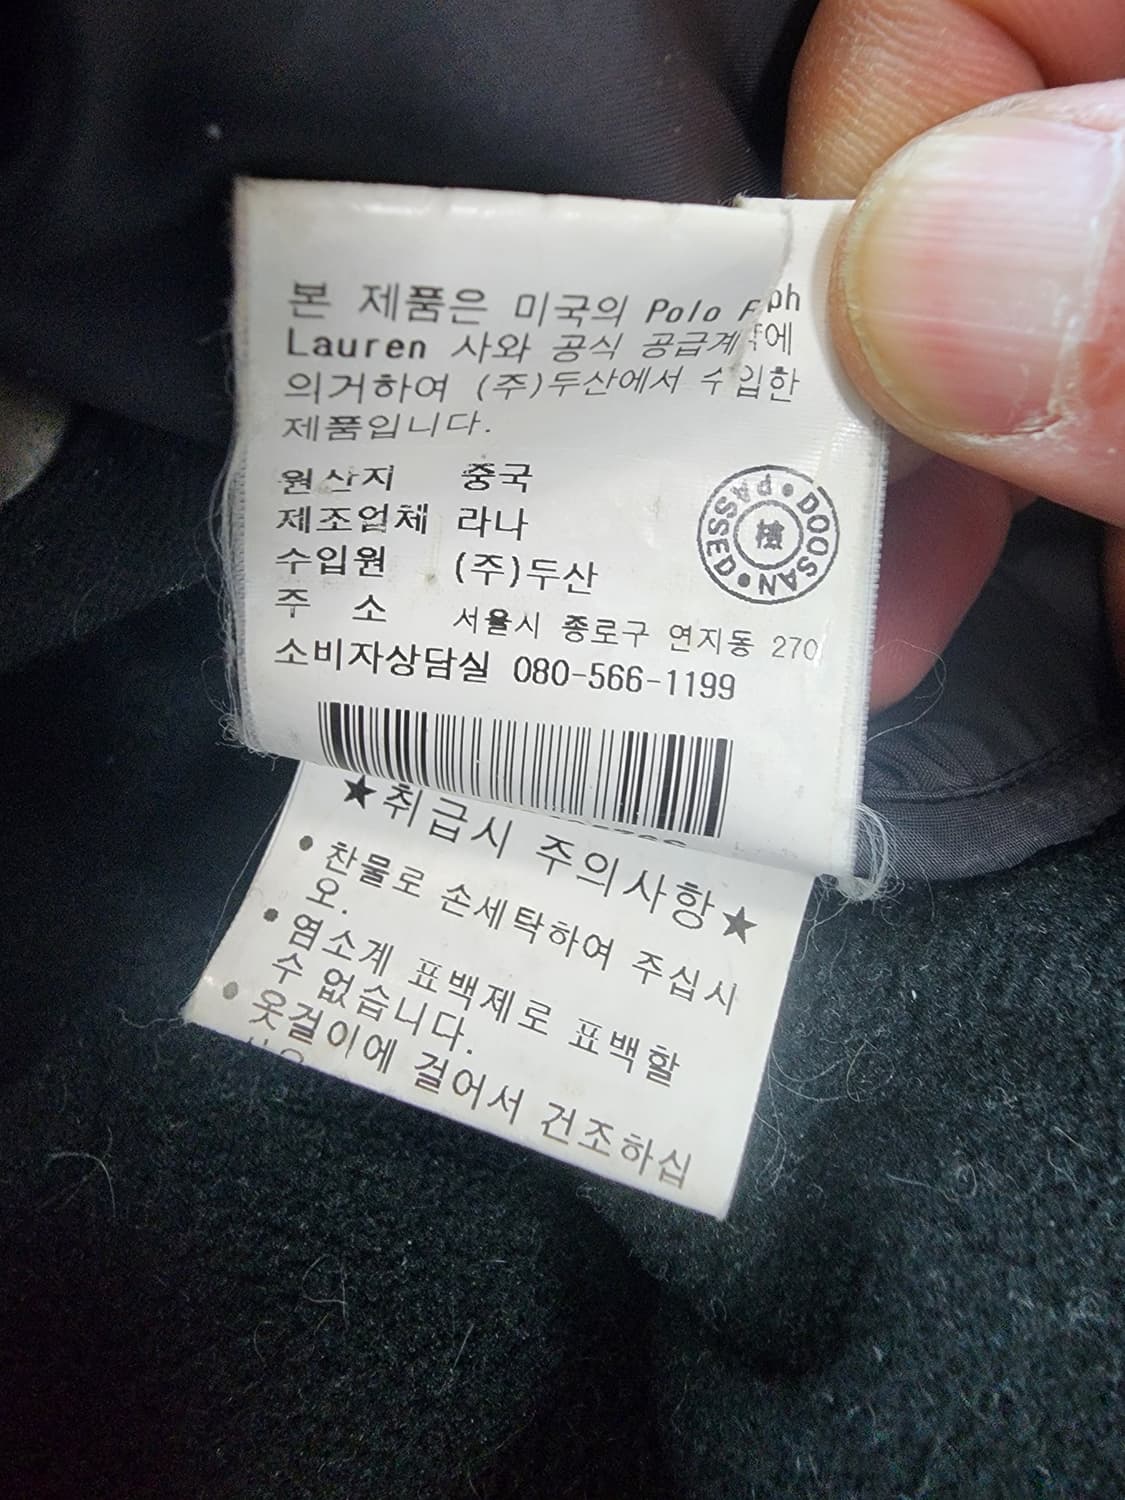 본 제품은 미국의 Polo ph
Lauren 사와 공식 공급계약에
의거하여 (주)두산에서 수입한
제품입니다.
원산지 중국
제조업체 라나
수입원 (주)두산
주 소 서울시 종로구 연지동 270
소비자상담실 080-566-1199
DOOSAN PASSED
檢
★취급시 주의사항★
• 찬물로 손세탁하여 주십시
오.
• 염소계 표백제로 표백할
수 없습니다.
• 옷걸이에 걸어서 건조하십